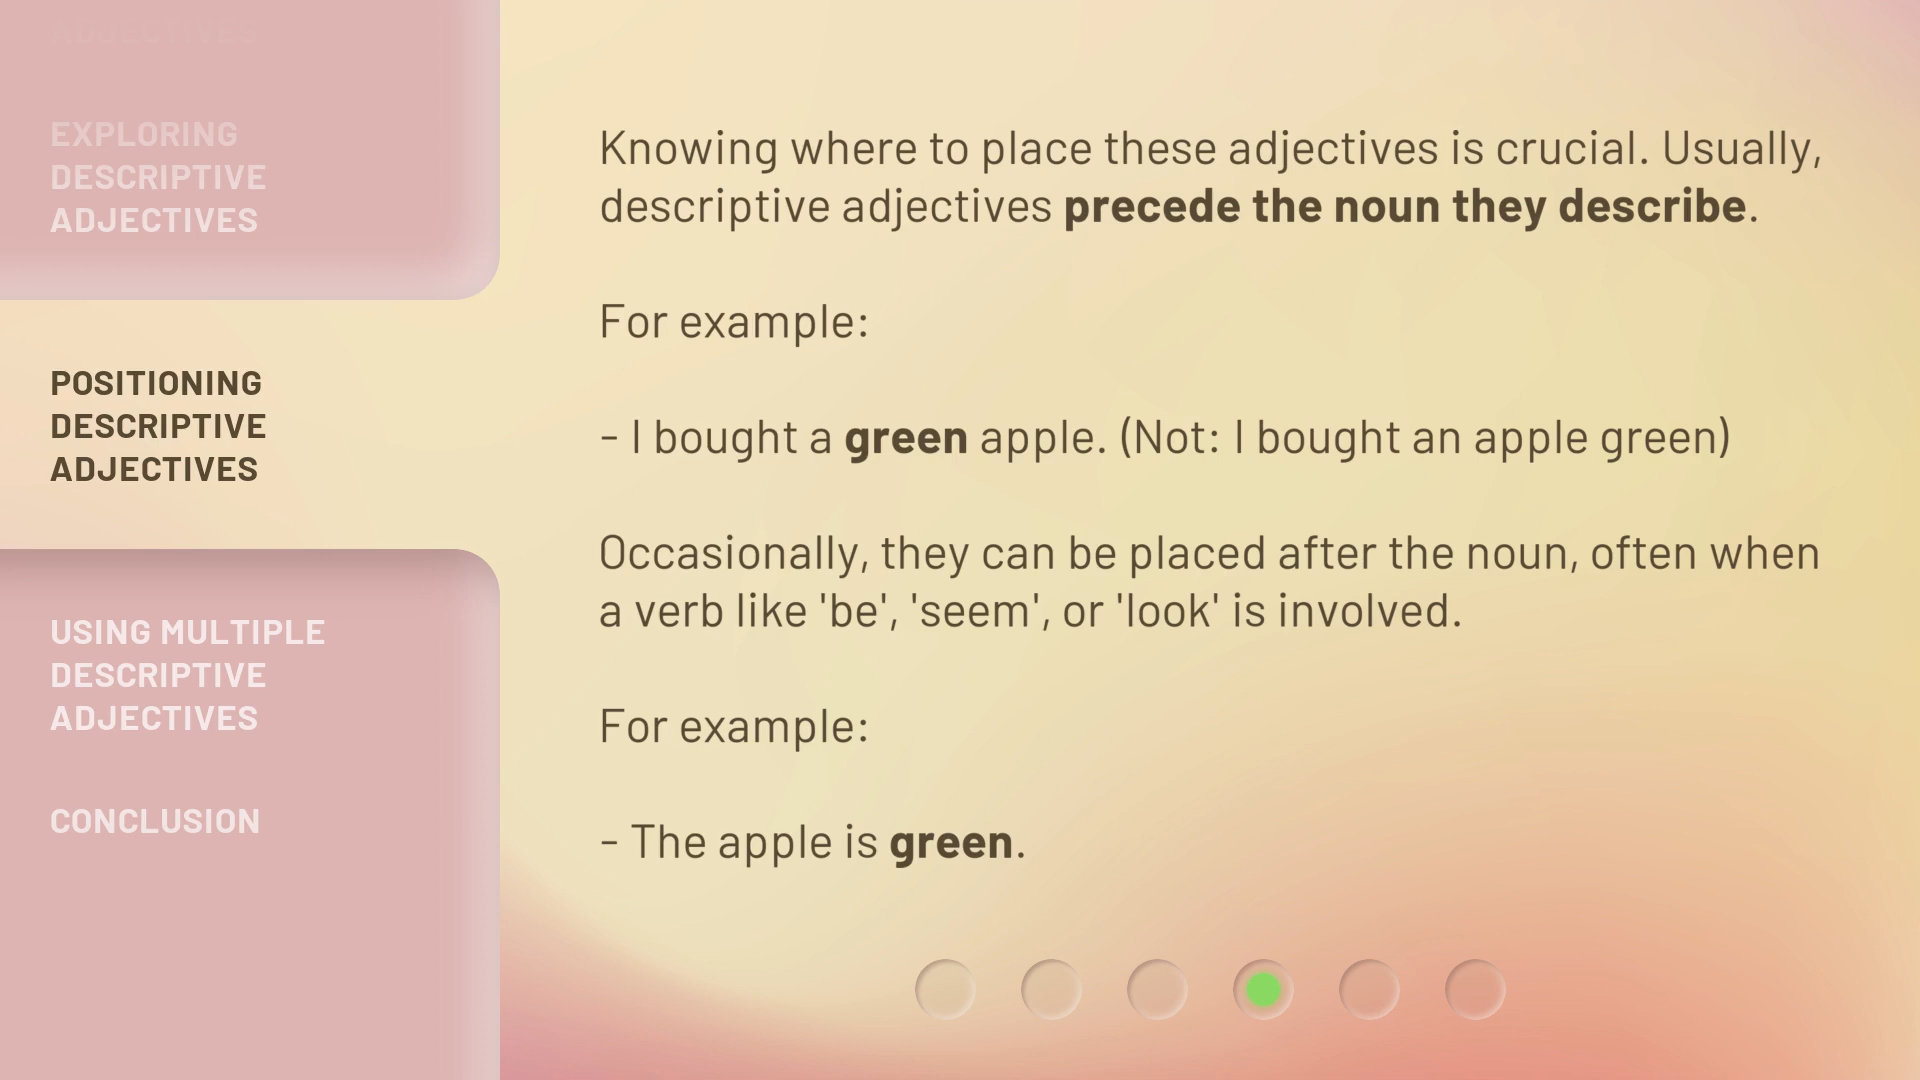 ADJECTIVES
EXPLORING
DESCRIPTIVE
ADJECTIVES
POSITIONING
DESCRIPTIVE
ADJECTIVES
USING MULTIPLE
DESCRIPTIVE
ADJECTIVES
CONCLUSION
Knowing where to place these adjectives is crucial. Usually,
descriptive adjectives precede the noun they describe.
For example:
- I bought a green apple. (Not: I bought an apple green)
Occasionally, they can be placed after the noun, often when
a verb like 'be', 'seem', or 'look' is involved.
For example:
- The apple is green.